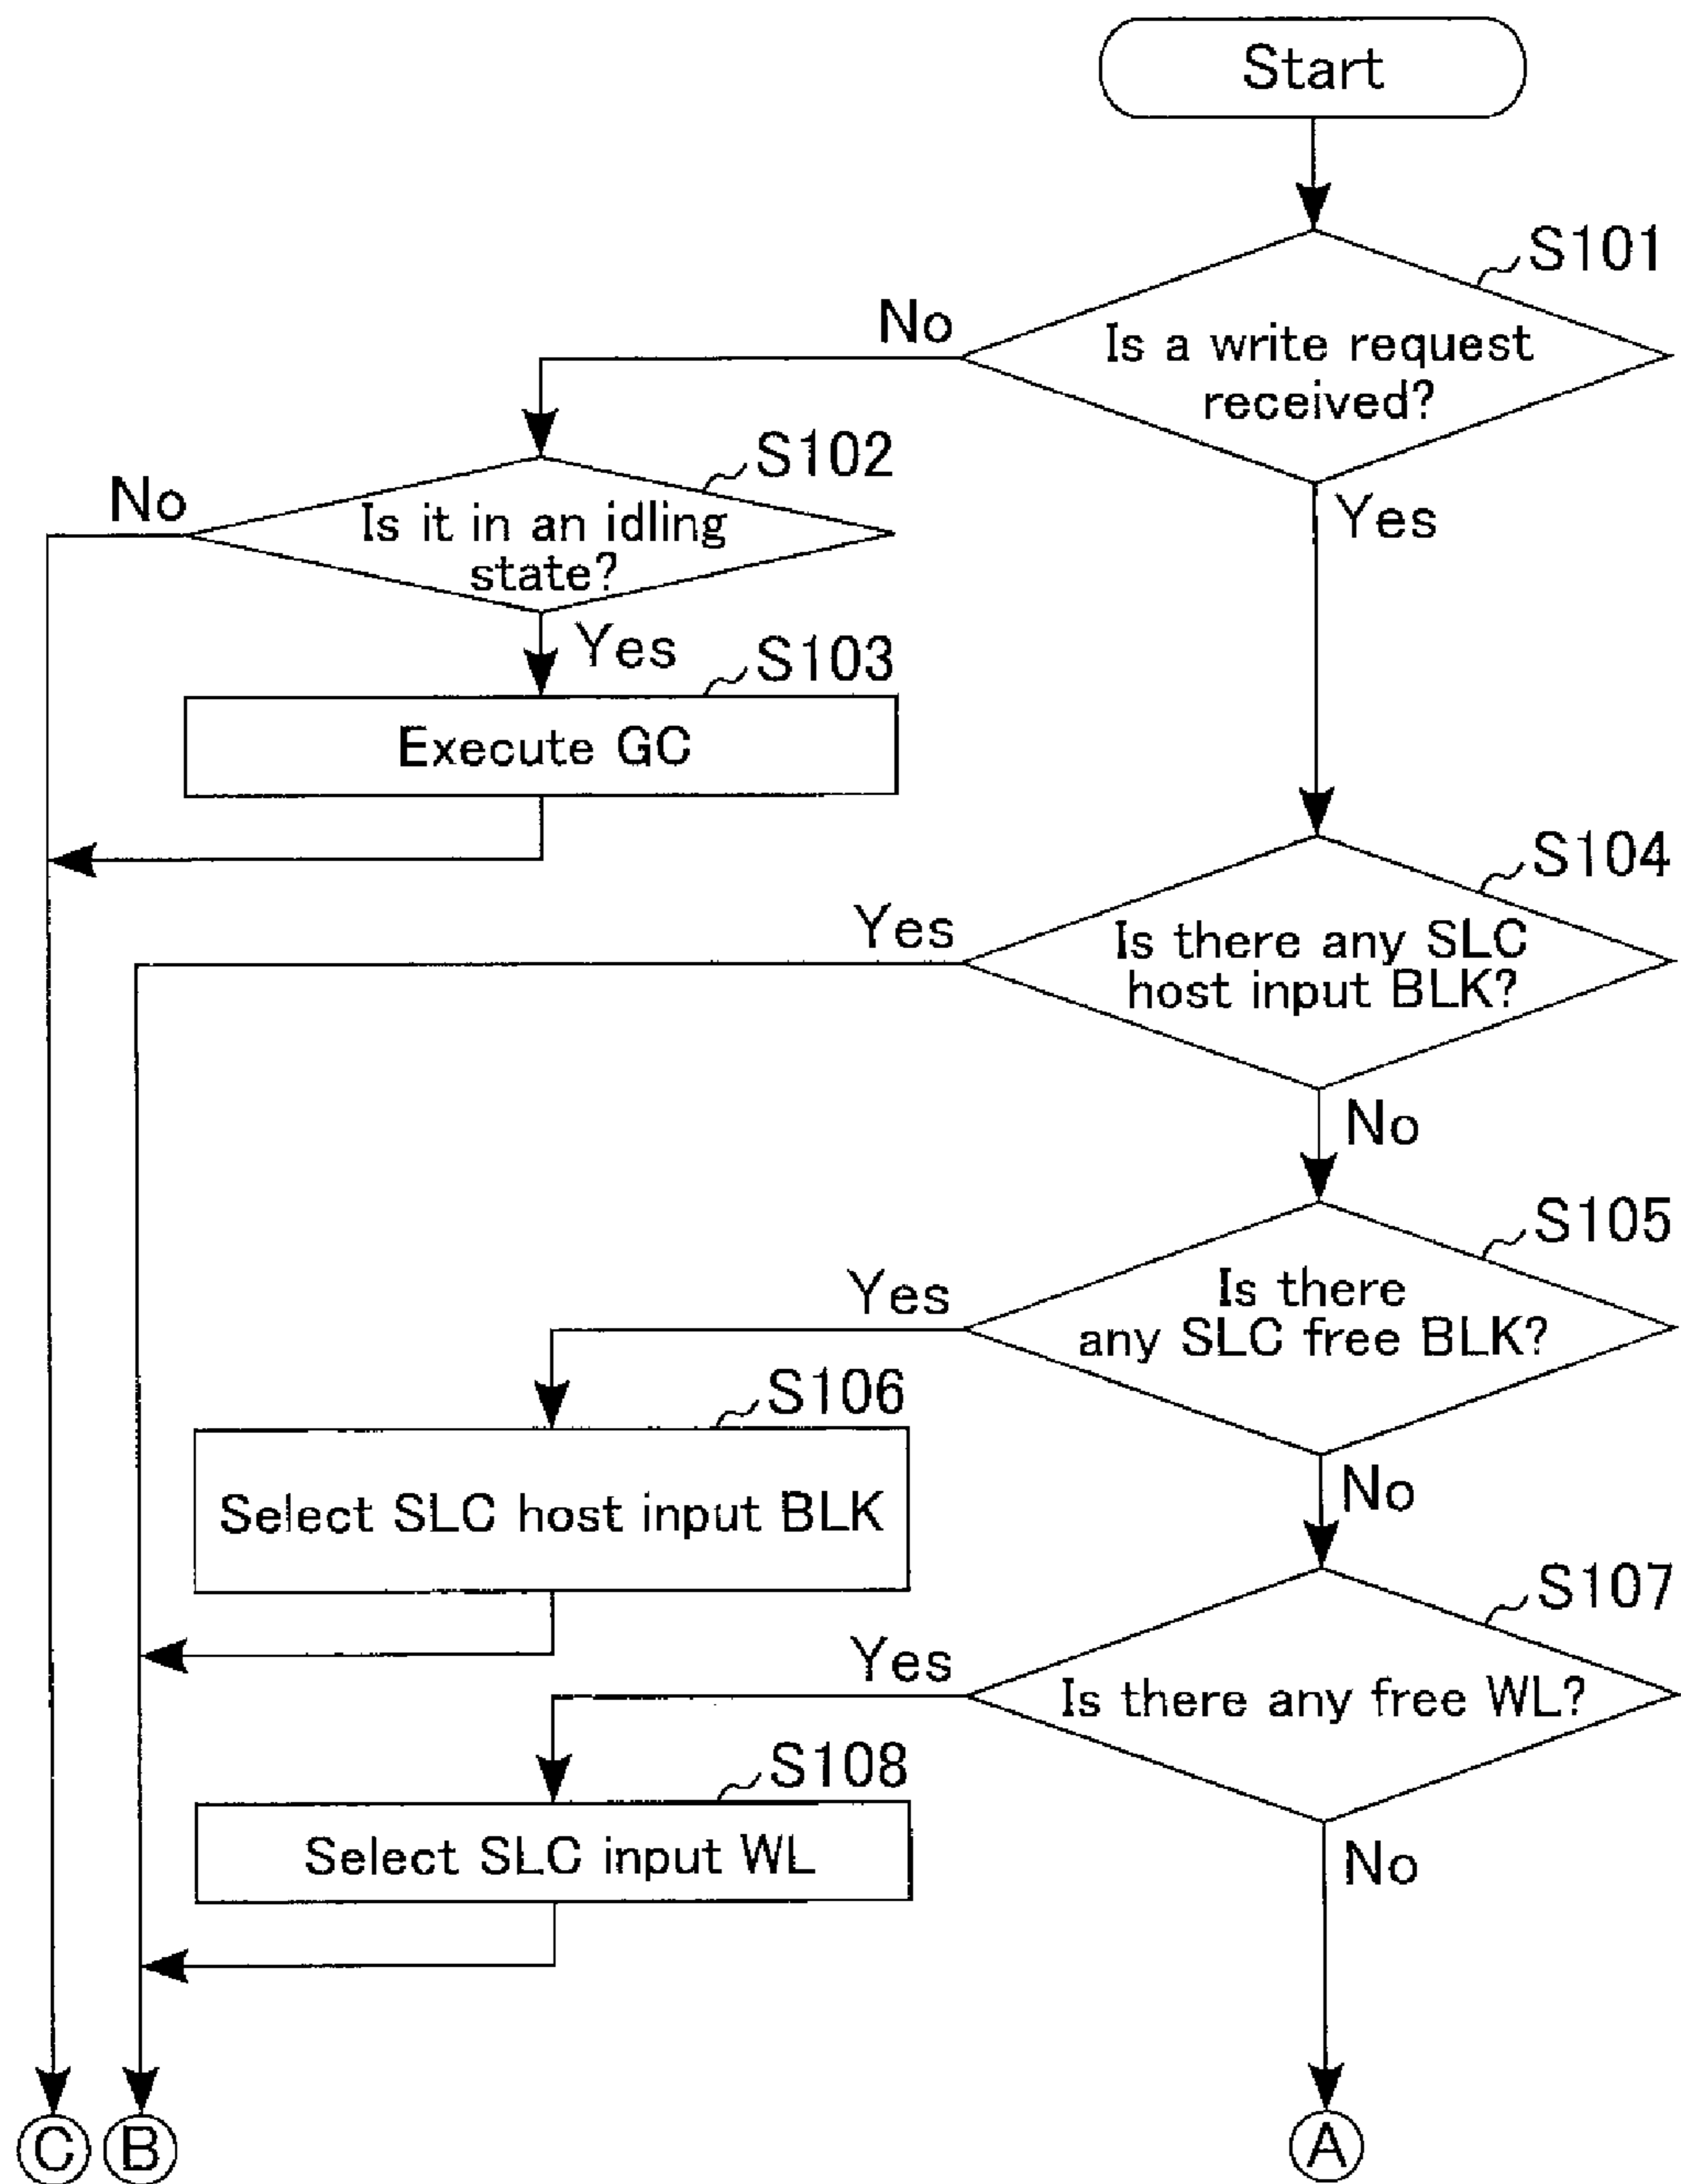 Start
S101
No
Is a write request
received?
Yes
S102
No
Is it in an idling
state?
Yes
S103
Execute GC
S104
Yes
Is there any SLC
host input BLK?
No
S105
Yes
Is there
any SLC free BLK?
S106
No
Select SLC host input BLK
S107
Yes
Is there any free WL?
S108
Select SLC input WL
No
C
B
A